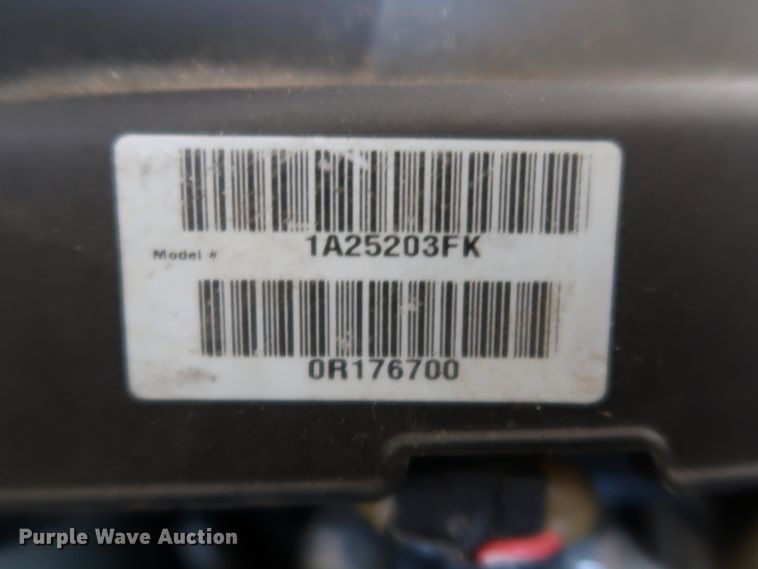 Model # 1A25203FK
0R176700
Purple Wave Auction